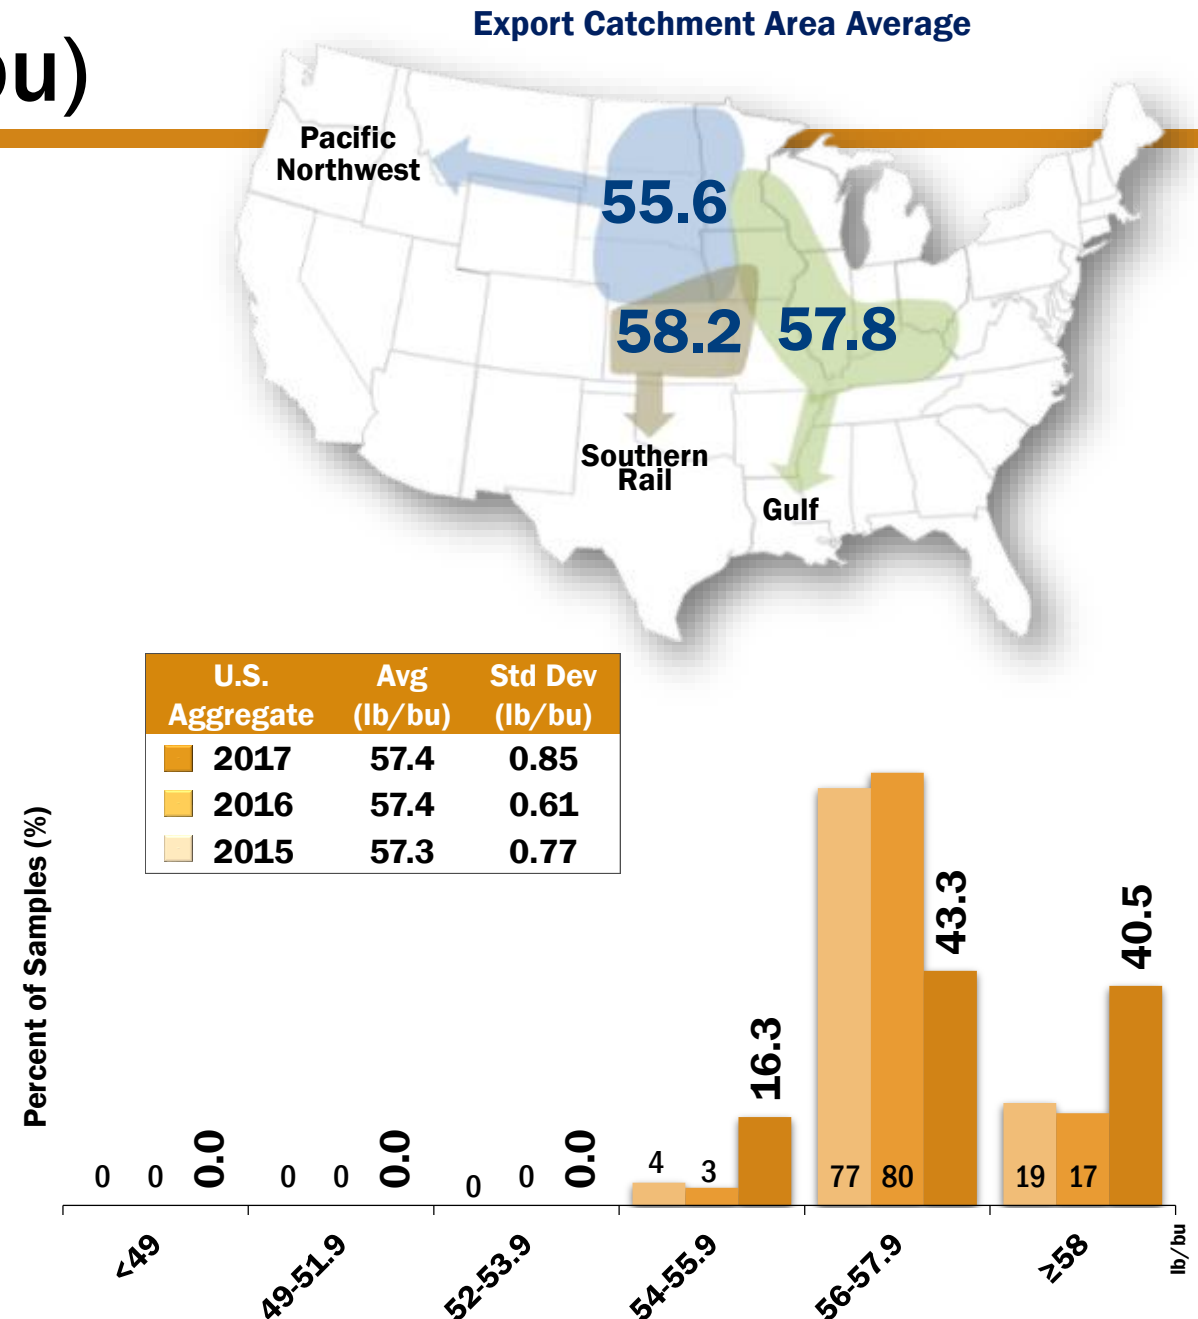 Export Catchment Area Average
bu)
Pacific
Northwest
55.6
58.2
57.8
Southern
Rail
Gulf
U.S. Aggregate Avg (lb/bu) Std Dev (lb/bu)
2017 57.4 0.85
2016 57.4 0.61
2015 57.3 0.77
Percent of Samples (%)
0 0 0.0
0 0 0.0
0 0 0.0
4 3 16.3
77 80 43.3
19 17 40.5
<49 49-51.9 52-53.9 54-55.9 56-57.9 ≥58
lb/bu